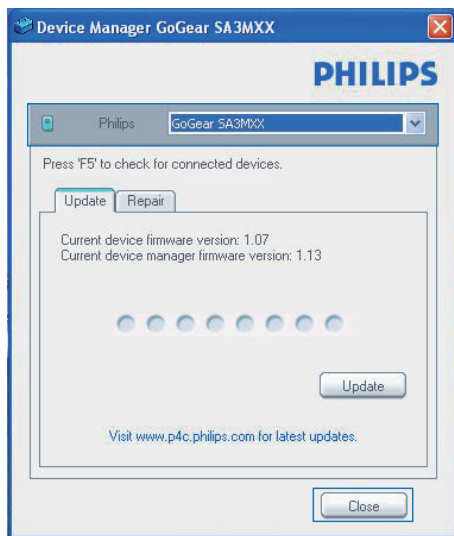 Device Manager GoGear SA3MXX
PHILIPS
Philips GoGear SA3MXX
Press 'F5' to check for connected devices.
Update Repair
Current device firmware version: 1.07
Current device manager firmware version: 1.13
Update
Visit www.p4c.philips.com for latest updates.
Close